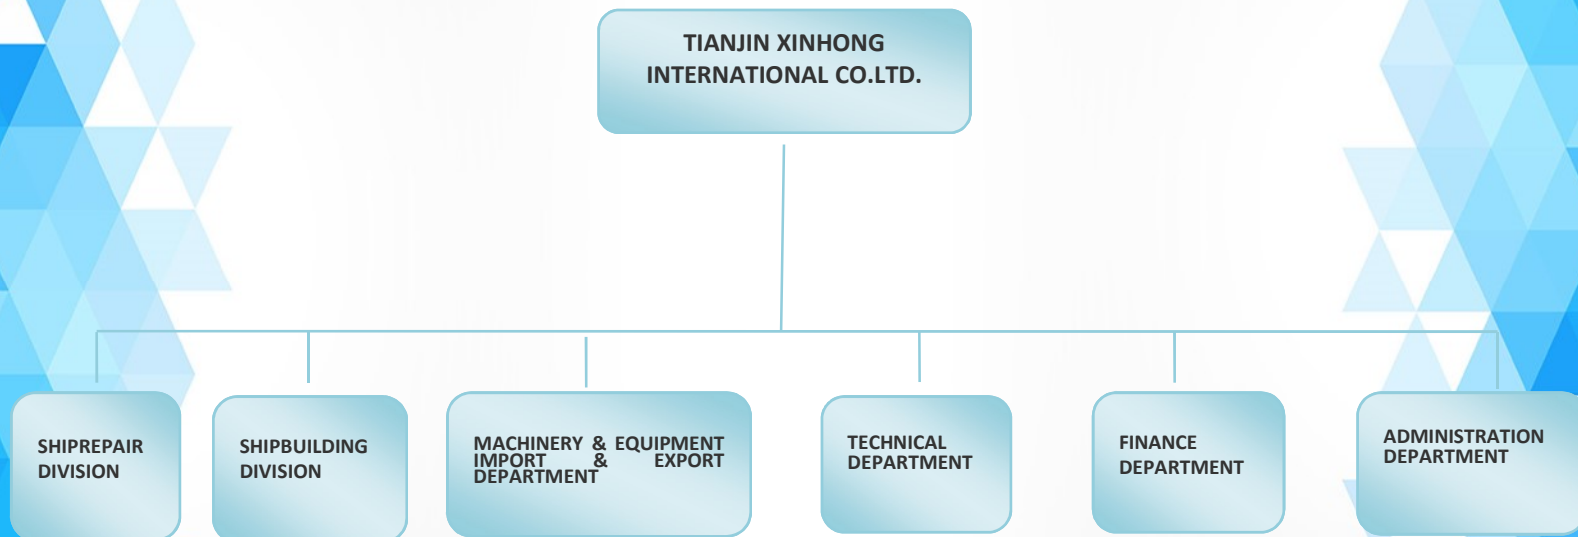 TIANJIN XINHONG
INTERNATIONAL CO.LTD.
SHIPREPAIR
DIVISION
SHIPBUILDING
DIVISION
MACHINERY & EQUIPMENT
IMPORT & EXPORT
DEPARTMENT
TECHNICAL
DEPARTMENT
FINANCE
DEPARTMENT
ADMINISTRATION
DEPARTMENT